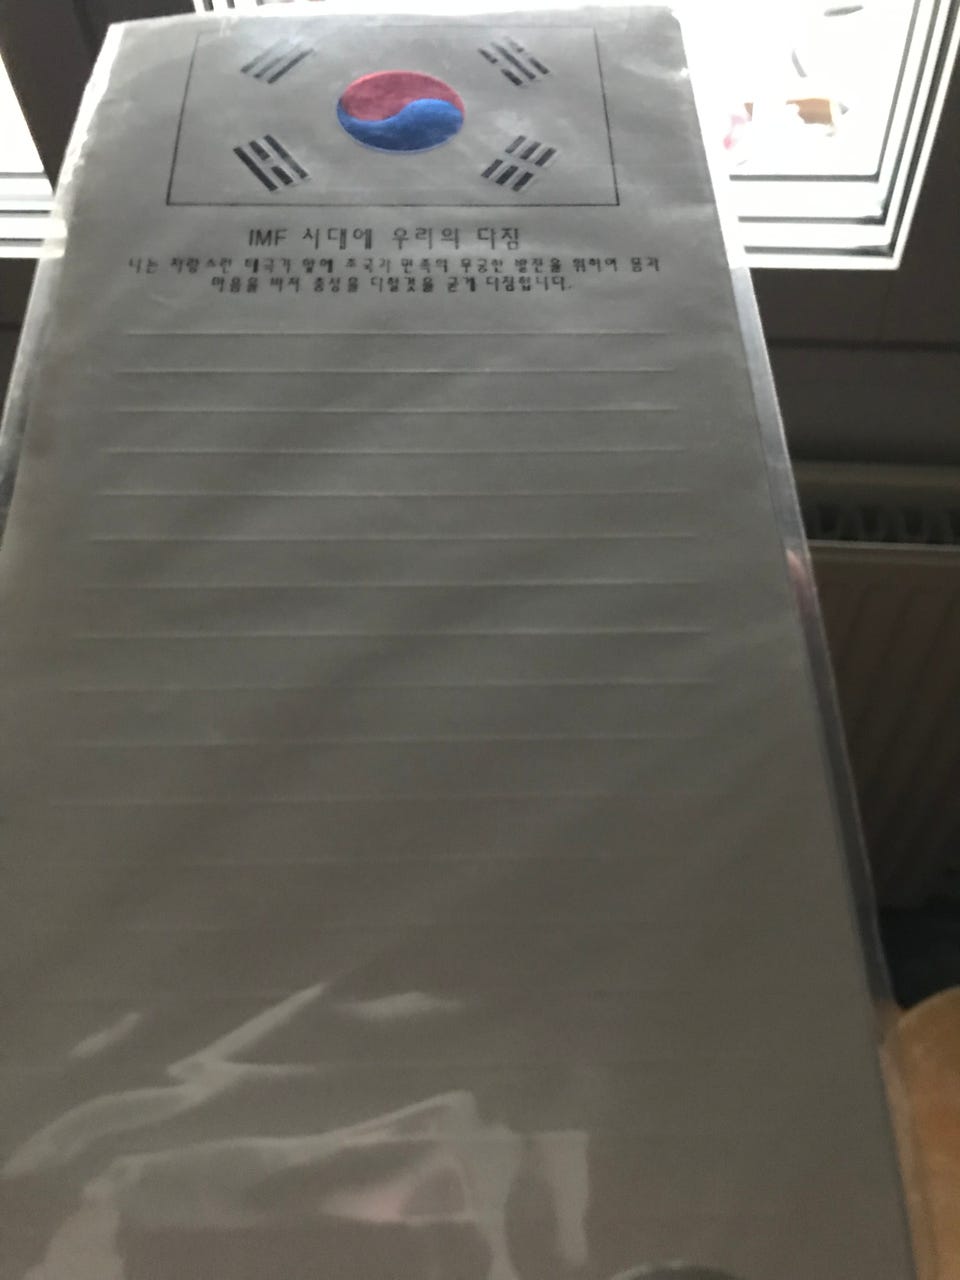 IMF 시대에 우리의 다짐
나는 자랑스런 태극기 앞에 조국과 민족의 무궁한 발전을 위하여 몸과
마음을 바쳐 충성을 다할것을 굳게 다짐합니다.